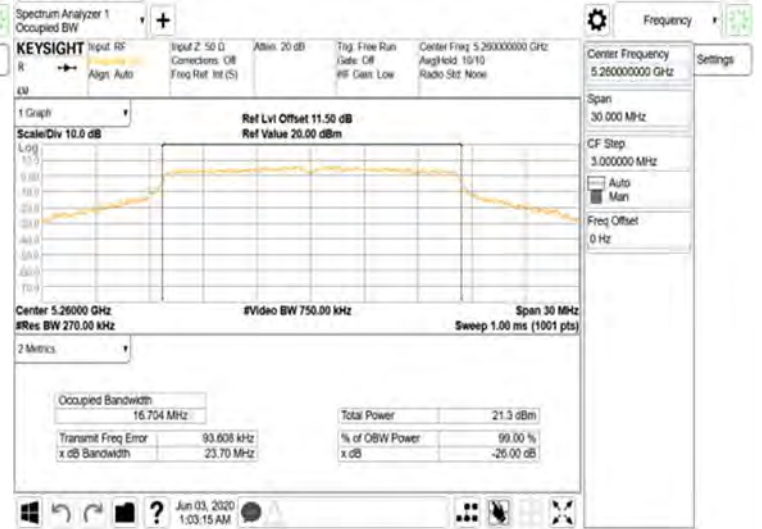 Spectrum Analyzer 1
Occupied BW
Frequency
KEYSIGHT Input: RF Input Z: 50 Ω Atten: 20 dB Trig: Free Run Center Freq: 5.260000000 GHz
R Corrections: Off Gate: Off Avg|Hold: 10/10
Align: Auto Freq Ref: Int (S) #IF Gain: Low Radio Std: None
Center Frequency
5.260000000 GHz
Settings
Span
30.000 MHz
CF Step
3.000000 MHz
Auto
Man
Freq Offset
0 Hz
1 Graph
Ref Lvl Offset 11.50 dB
Scale/Div 10.0 dB Ref Value 20.00 dBm
Log
Center 5.26000 GHz #Video BW 750.00 kHz Span 30 MHz
#Res BW 270.00 kHz Sweep 1.00 ms (1001 pts)
2 Metrics
Occupied Bandwidth
16.704 MHz Total Power 21.3 dBm
Transmit Freq Error 93.608 kHz % of OBW Power 99.00 %
x dB Bandwidth 23.70 MHz x dB -26.00 dB
?
Jun 03, 2020
1:03:15 AM